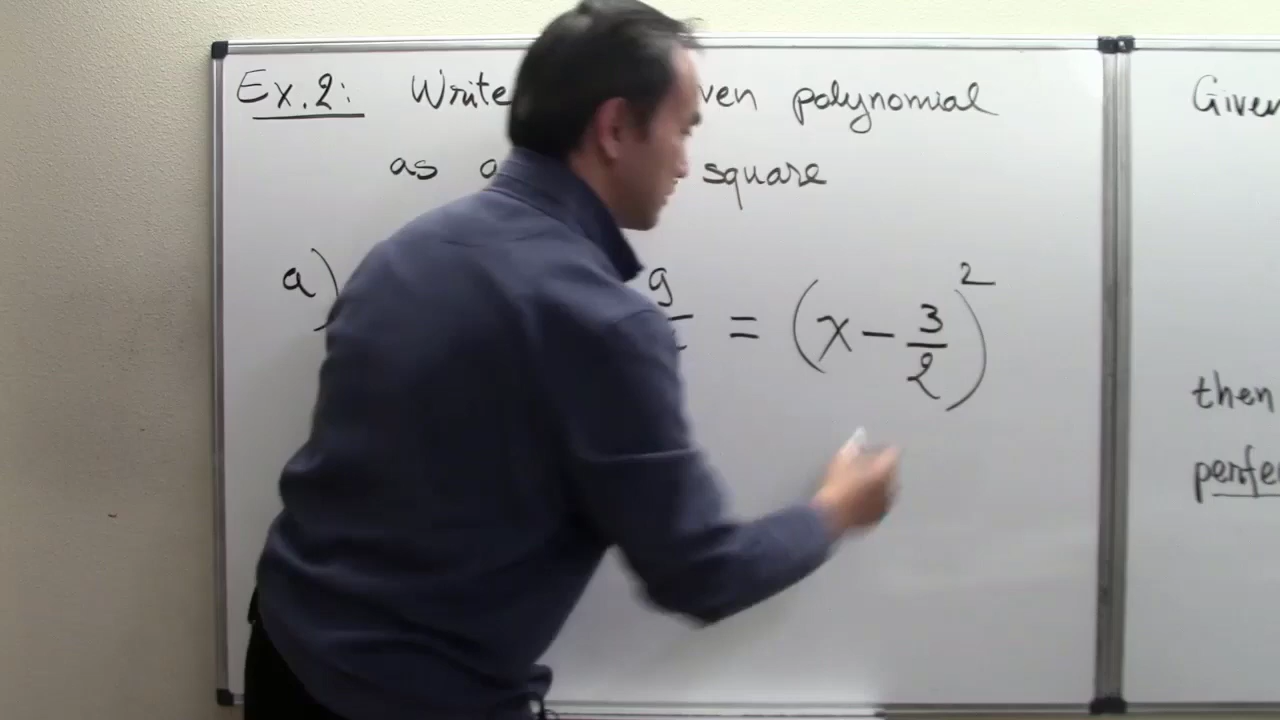 Ex. 2: Write ven polynomial
as a square
a) 9 = (x - 3/2)²
Given
then
perfe